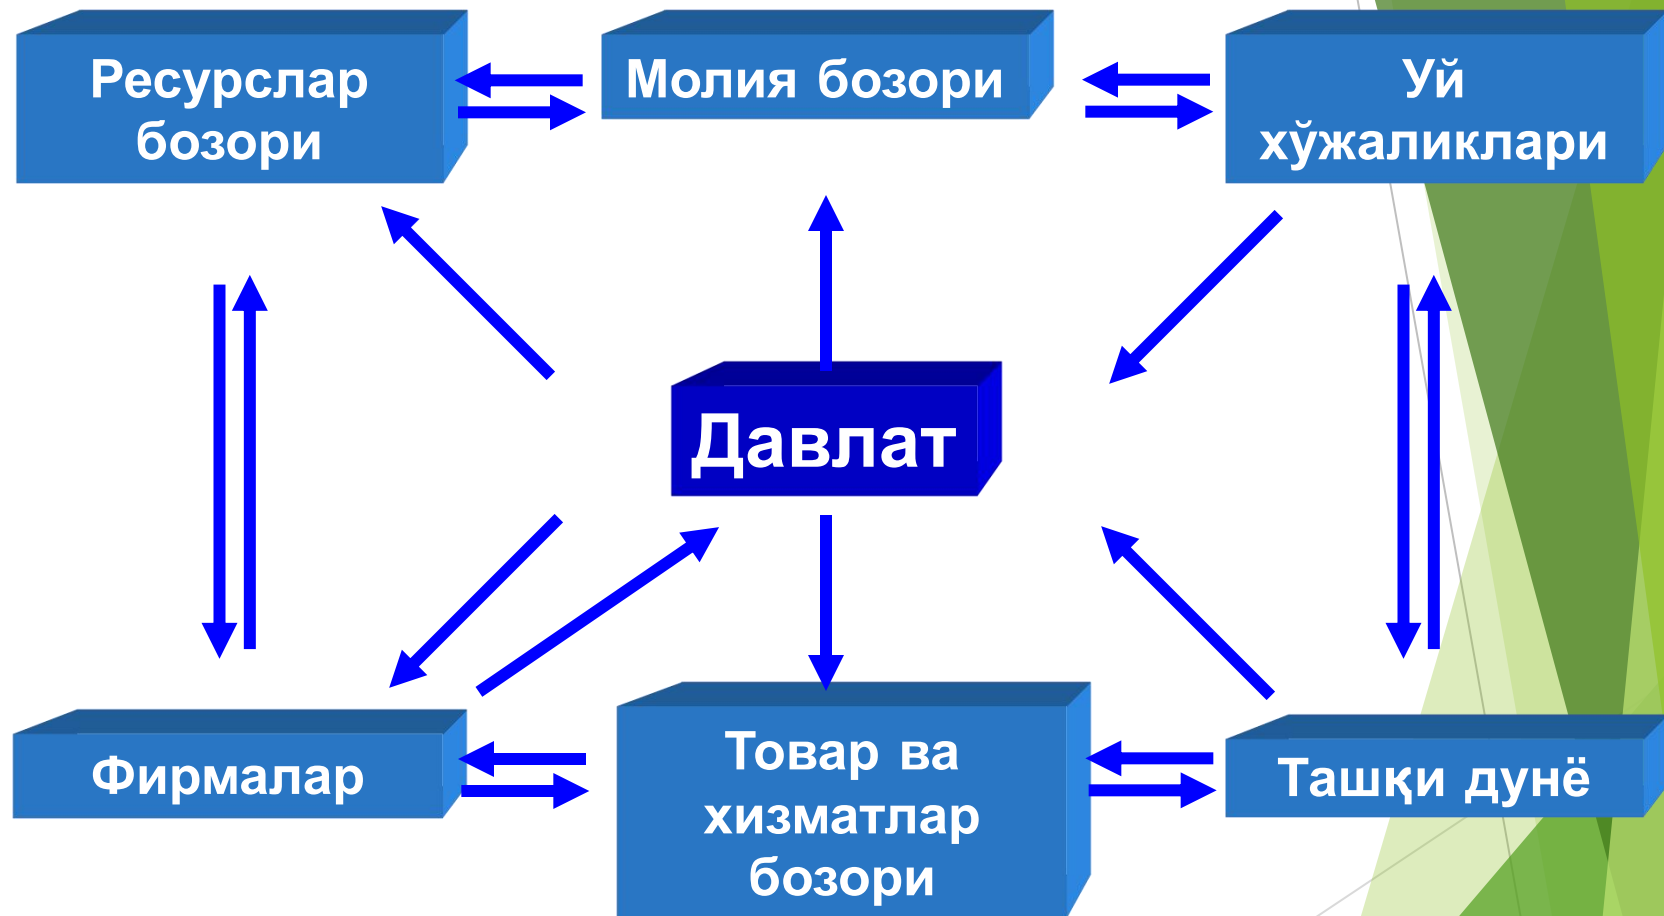 Ресурслар
бозори
Молия бозори
Уй
хўжаликлари
Давлат
Фирмалар
Товар ва
хизматлар
бозори
Ташқи дунё